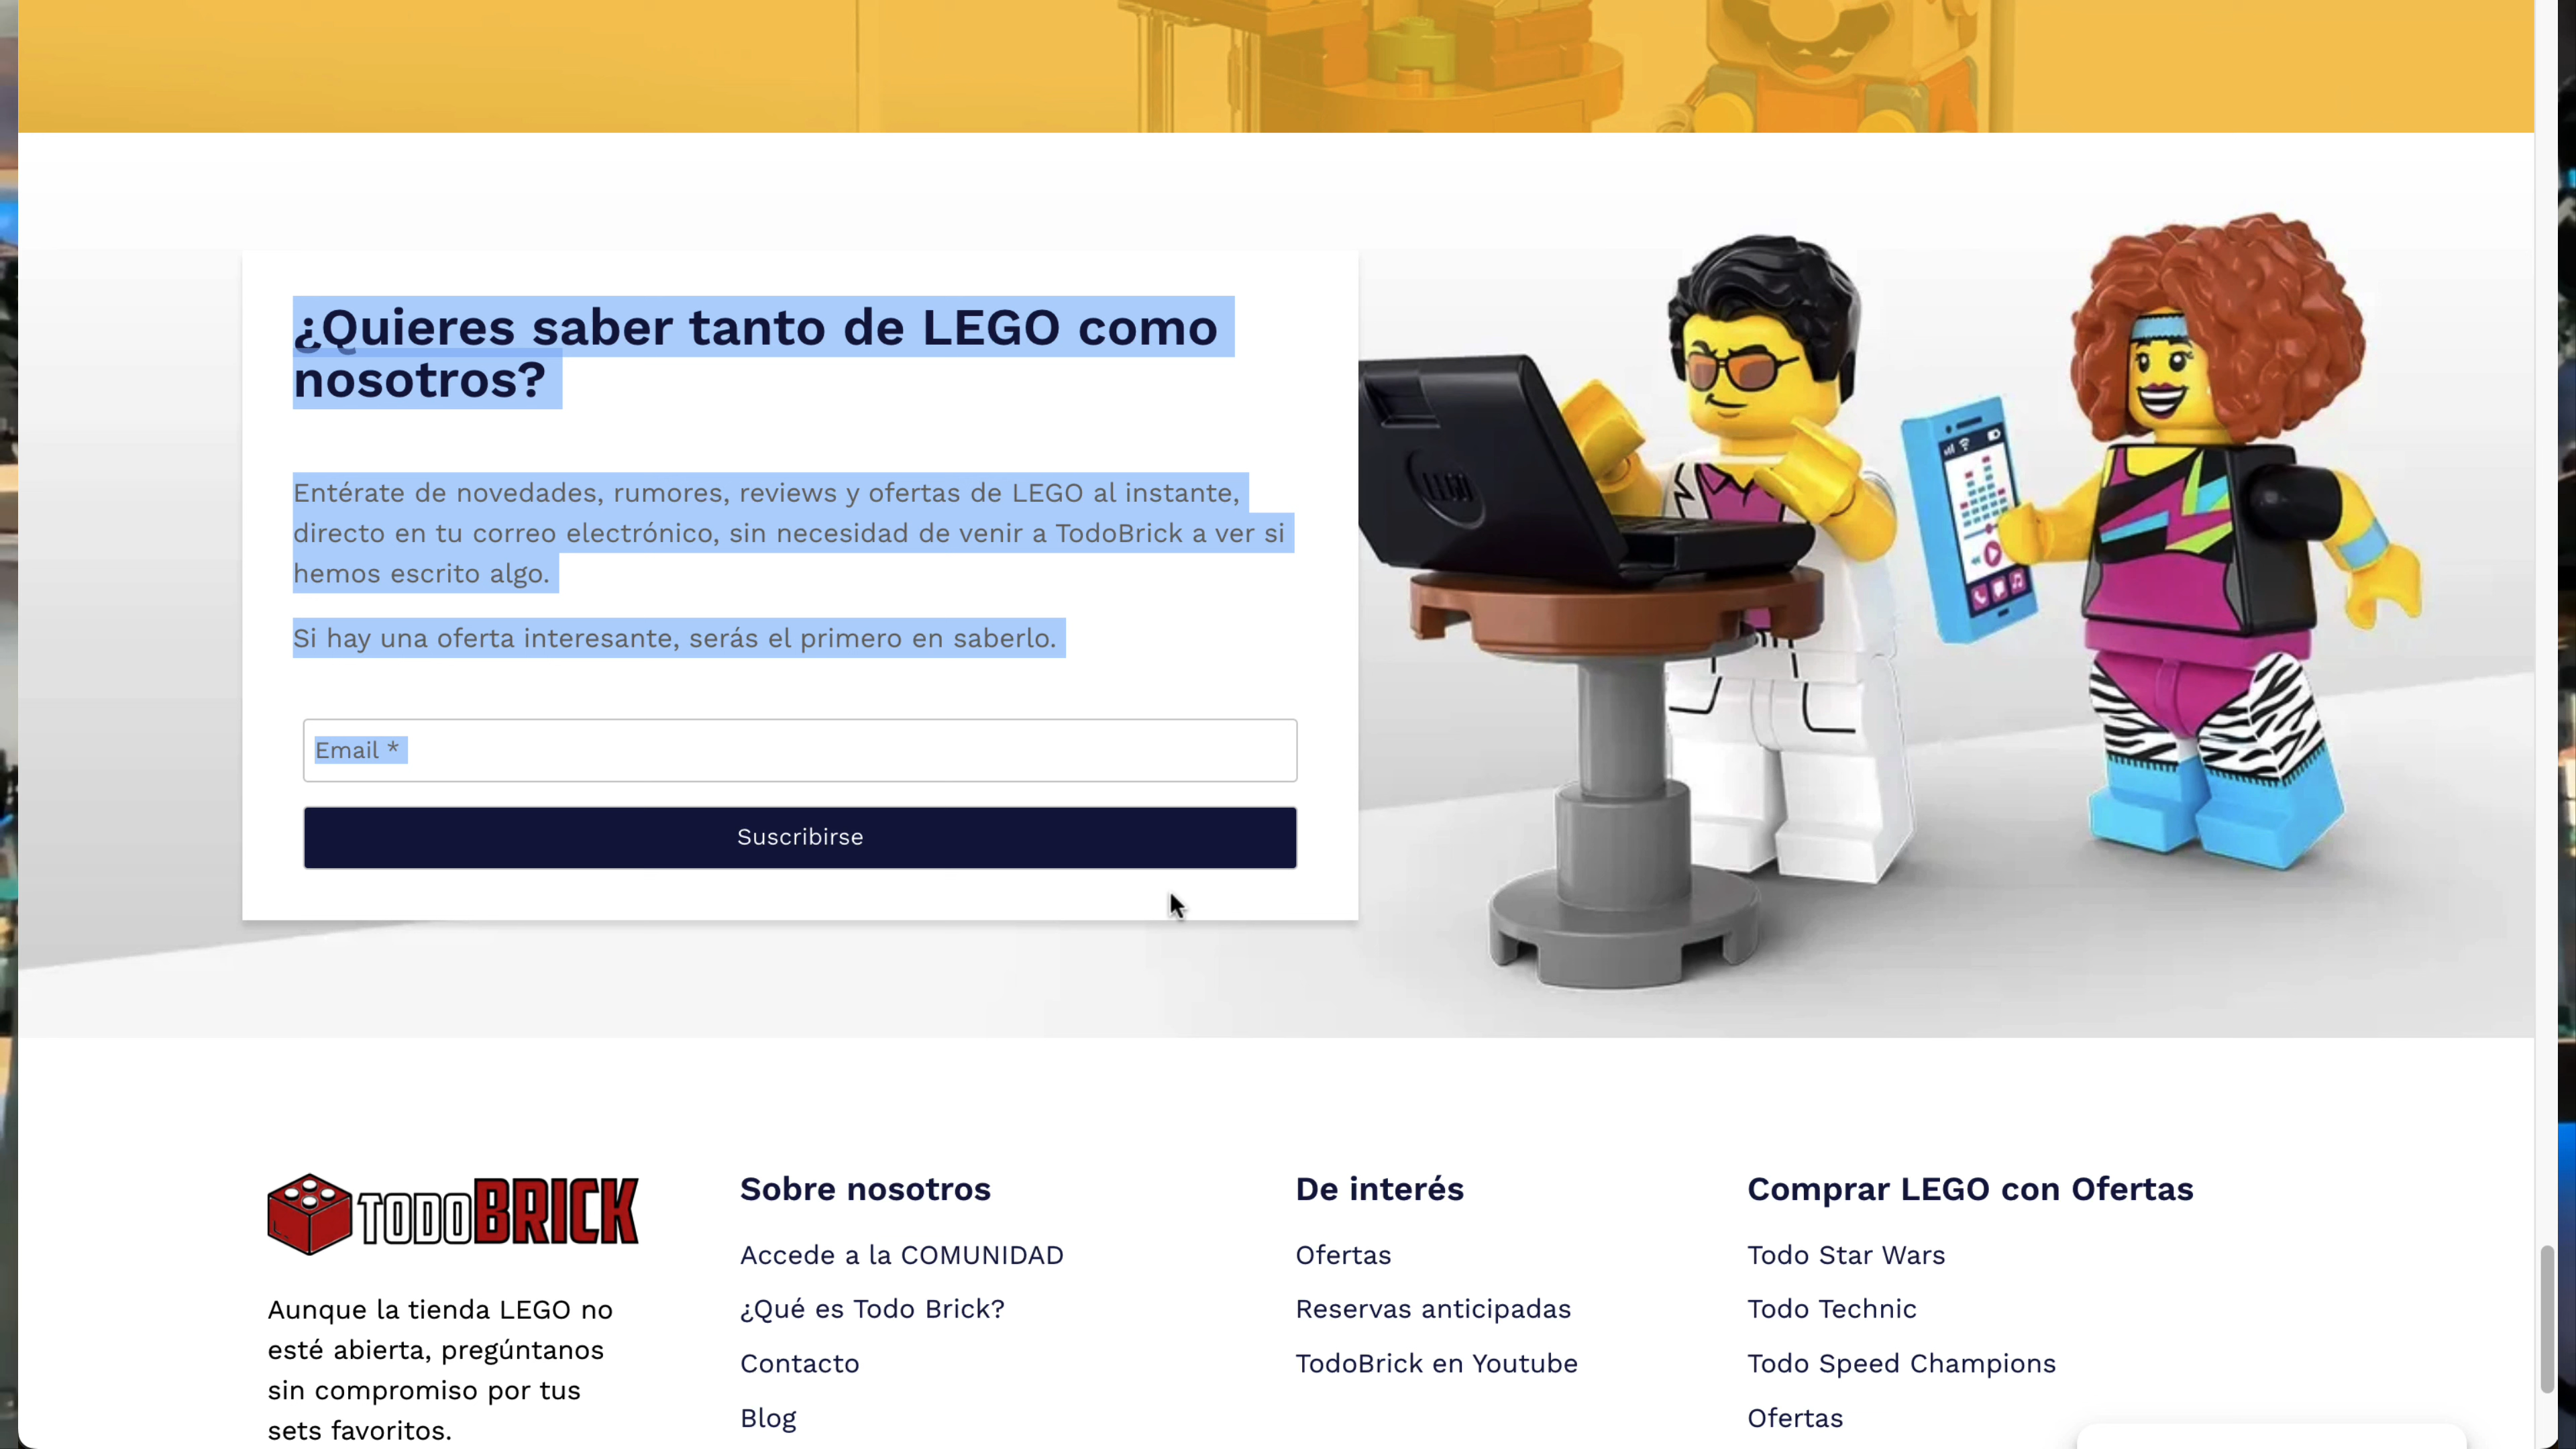 ¿Quieres saber tanto de LEGO como
nosotros?
Entérate de novedades, rumores, reviews y ofertas de LEGO al instante,
directo en tu correo electrónico, sin necesidad de venir a TodoBrick a ver si
hemos escrito algo.
Si hay una oferta interesante, serás el primero en saberlo.
Email *
Suscribirse
TODOBRICK
Aunque la tienda LEGO no
esté abierta, pregúntanos
sin compromiso por tus
sets favoritos.
Sobre nosotros
Accede a la COMUNIDAD
¿Qué es Todo Brick?
Contacto
Blog
De interés
Ofertas
Reservas anticipadas
TodoBrick en Youtube
Comprar LEGO con Ofertas
Todo Star Wars
Todo Technic
Todo Speed Champions
Ofertas